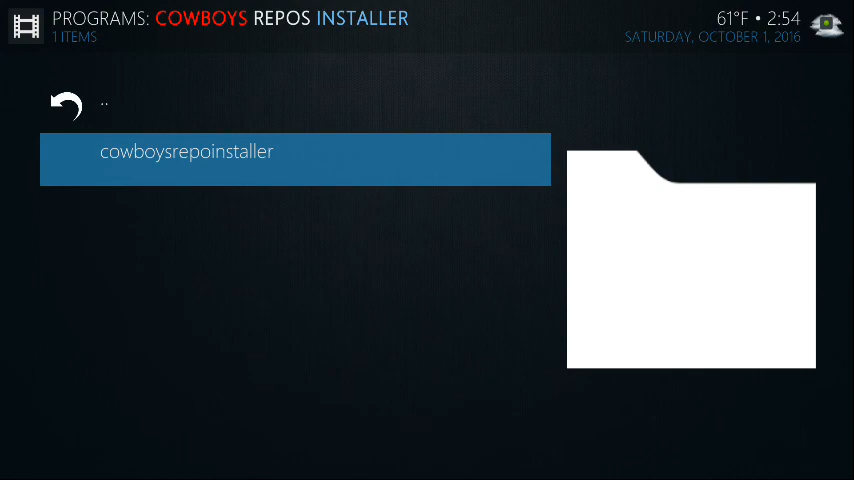 PROGRAMS: COWBOYS REPOS INSTALLER
1 ITEMS
61°F • 2:54
SATURDAY, OCTOBER 1, 2016
..
cowboysrepoinstaller